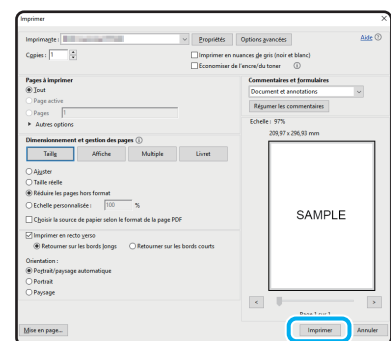 Imprimer
Imprimante : Propriétés Options avancées Aide
Copies : 1 Imprimer en nuances de gris (noir et blanc)
Economiser de l'encre/du toner
Pages à imprimer
Tout
Page active
Pages 1
Autres options
Dimensionnement et gestion des pages
Taille Affiche Multiple Livret
Ajuster
Taille réelle
Réduire les pages hors format
Echelle personnalisée : 100 %
Choisir la source de papier selon le format de la page PDF
Imprimer en recto verso
Retourner sur les bords longs Retourner sur les bords courts
Orientation :
Portrait/paysage automatique
Portrait
Paysage
Commentaires et formulaires
Document et annotations
Résumer les commentaires
Echelle : 97%
209,97 x 296,93 mm
SAMPLE
< >
Page 1 sur 1
Mise en page... Imprimer Annuler